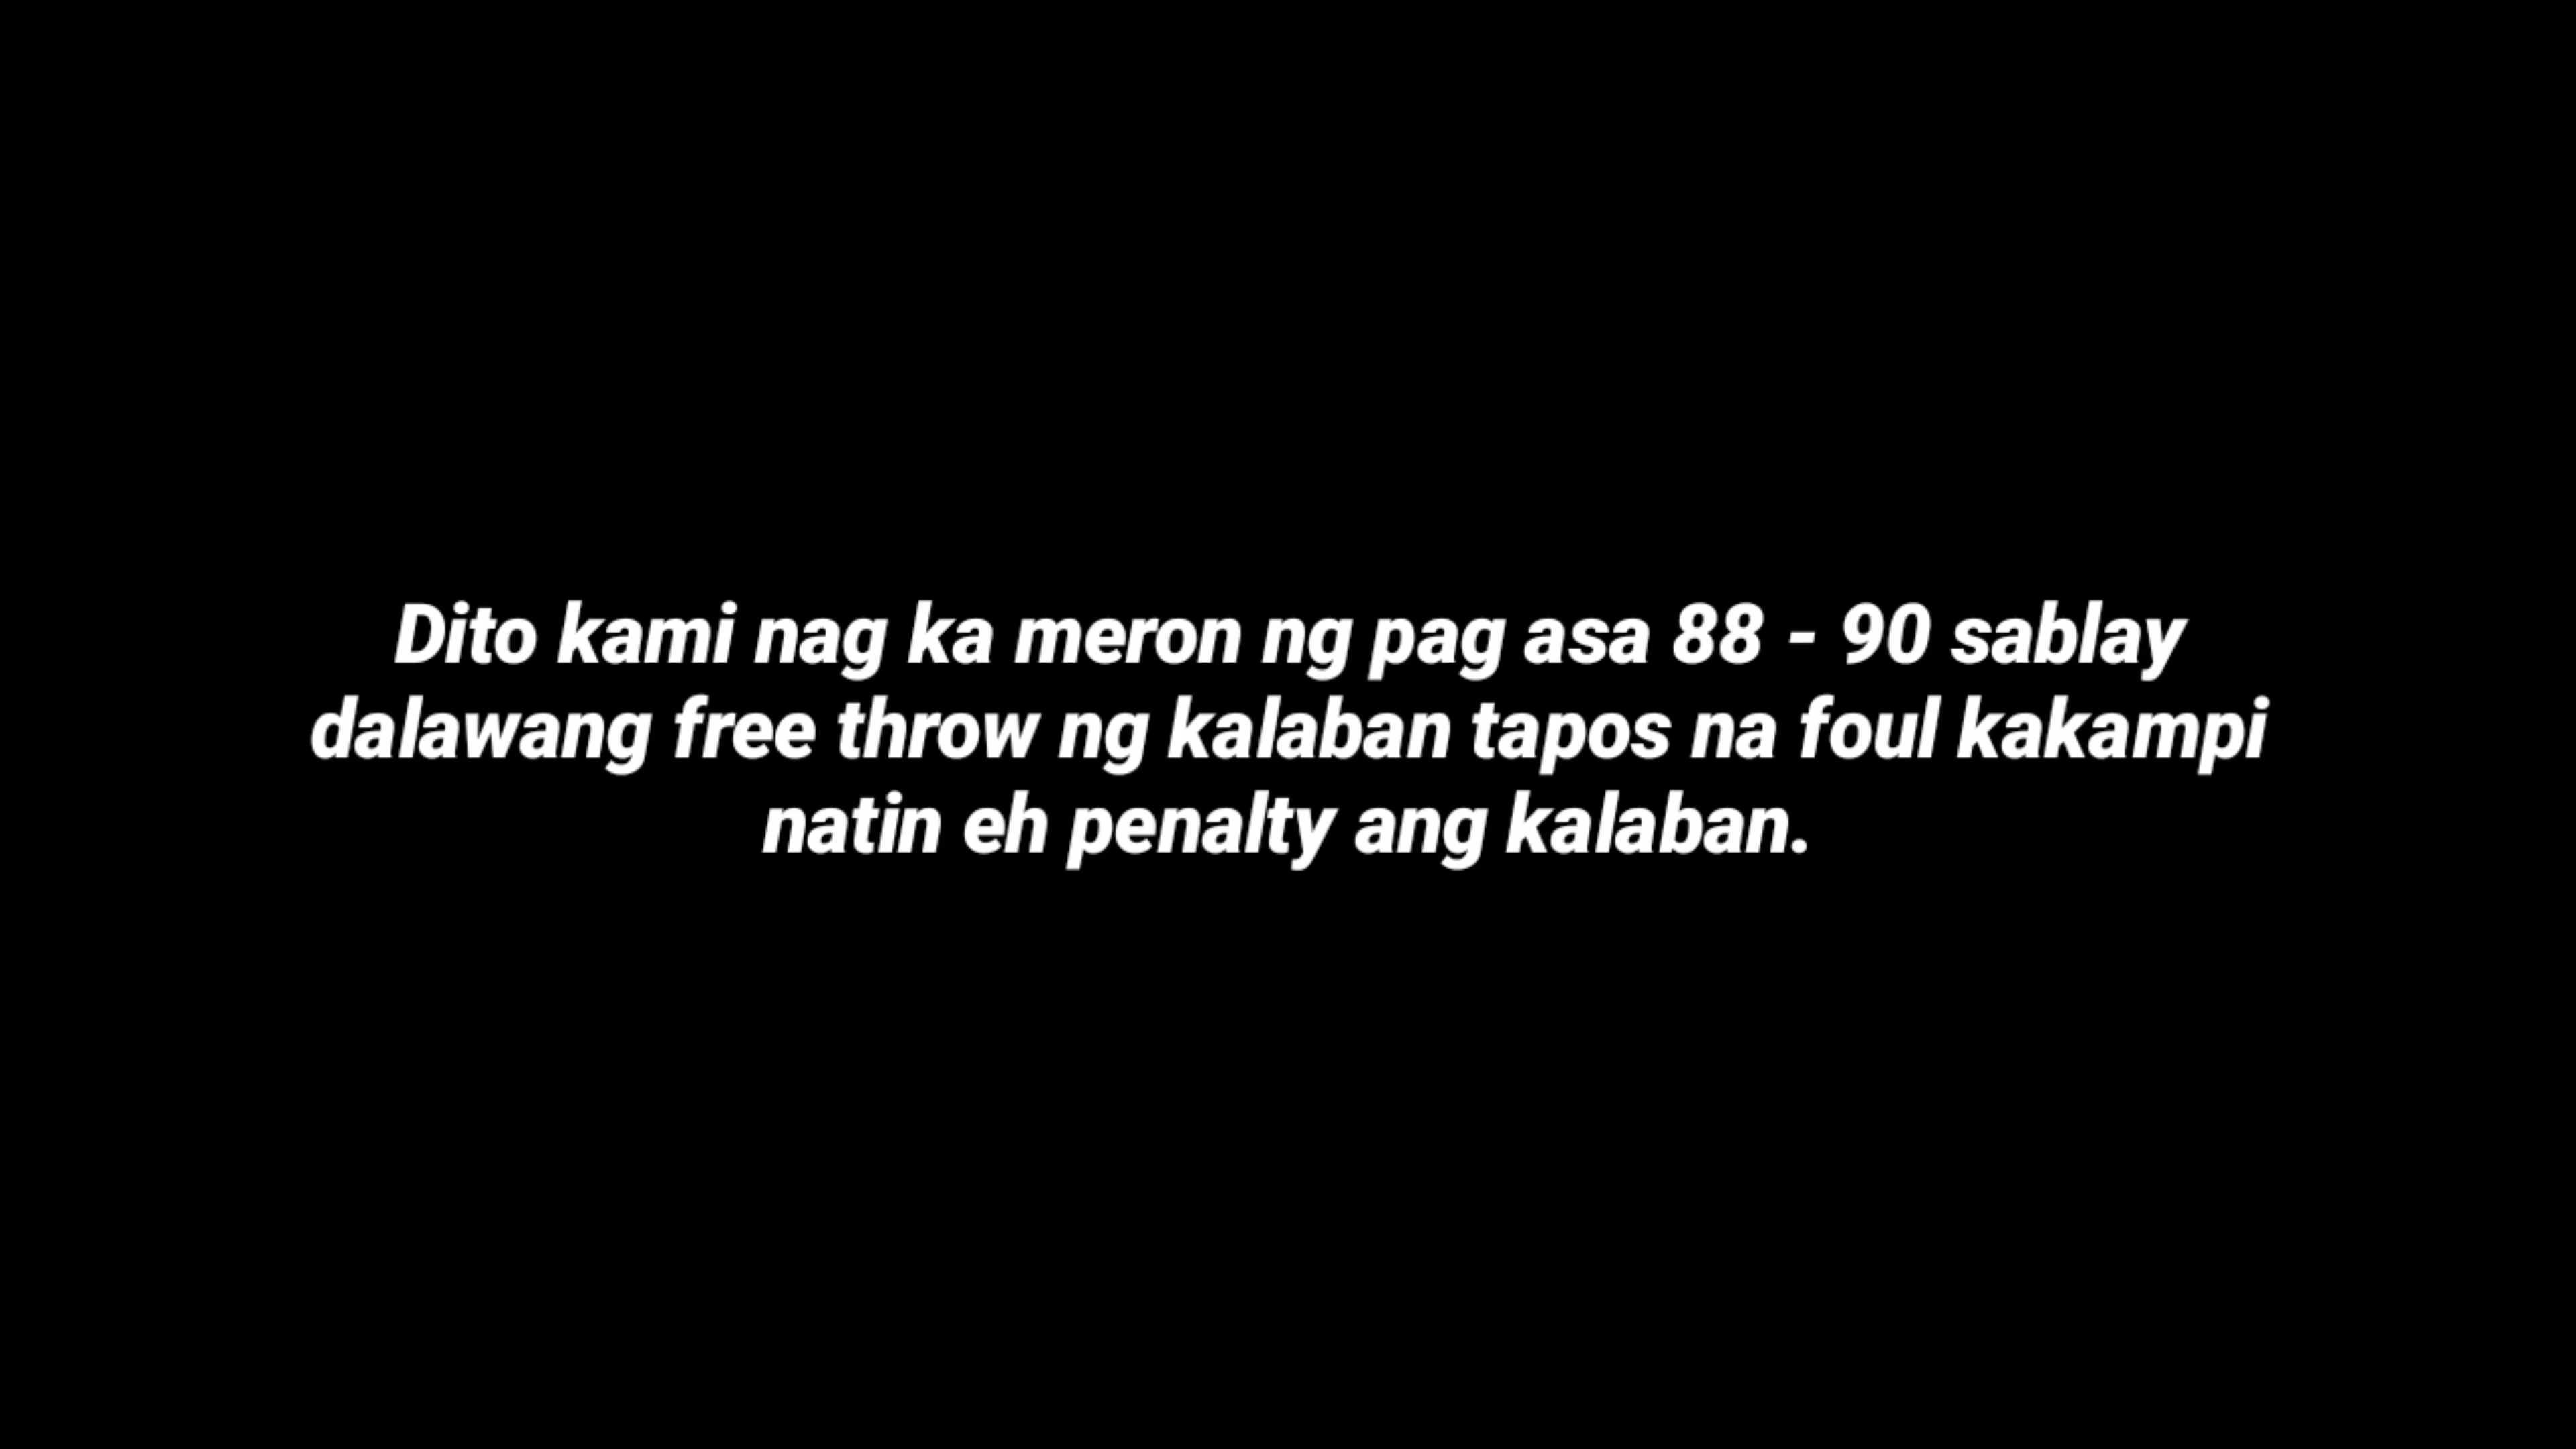 Dito kami nag ka meron ng pag asa 88 - 90 sablay
dalawang free throw ng kalaban tapos na foul kakampi
natin eh penalty ang kalaban.